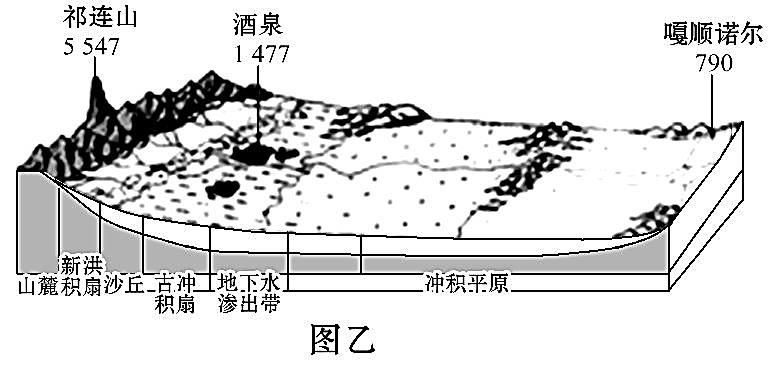 祁连山
5 547
酒泉
1 477
嘎顺诺尔
790
山麓
新洪
积扇
沙丘
古冲
积扇
地下水
渗出带
冲积平原
图乙